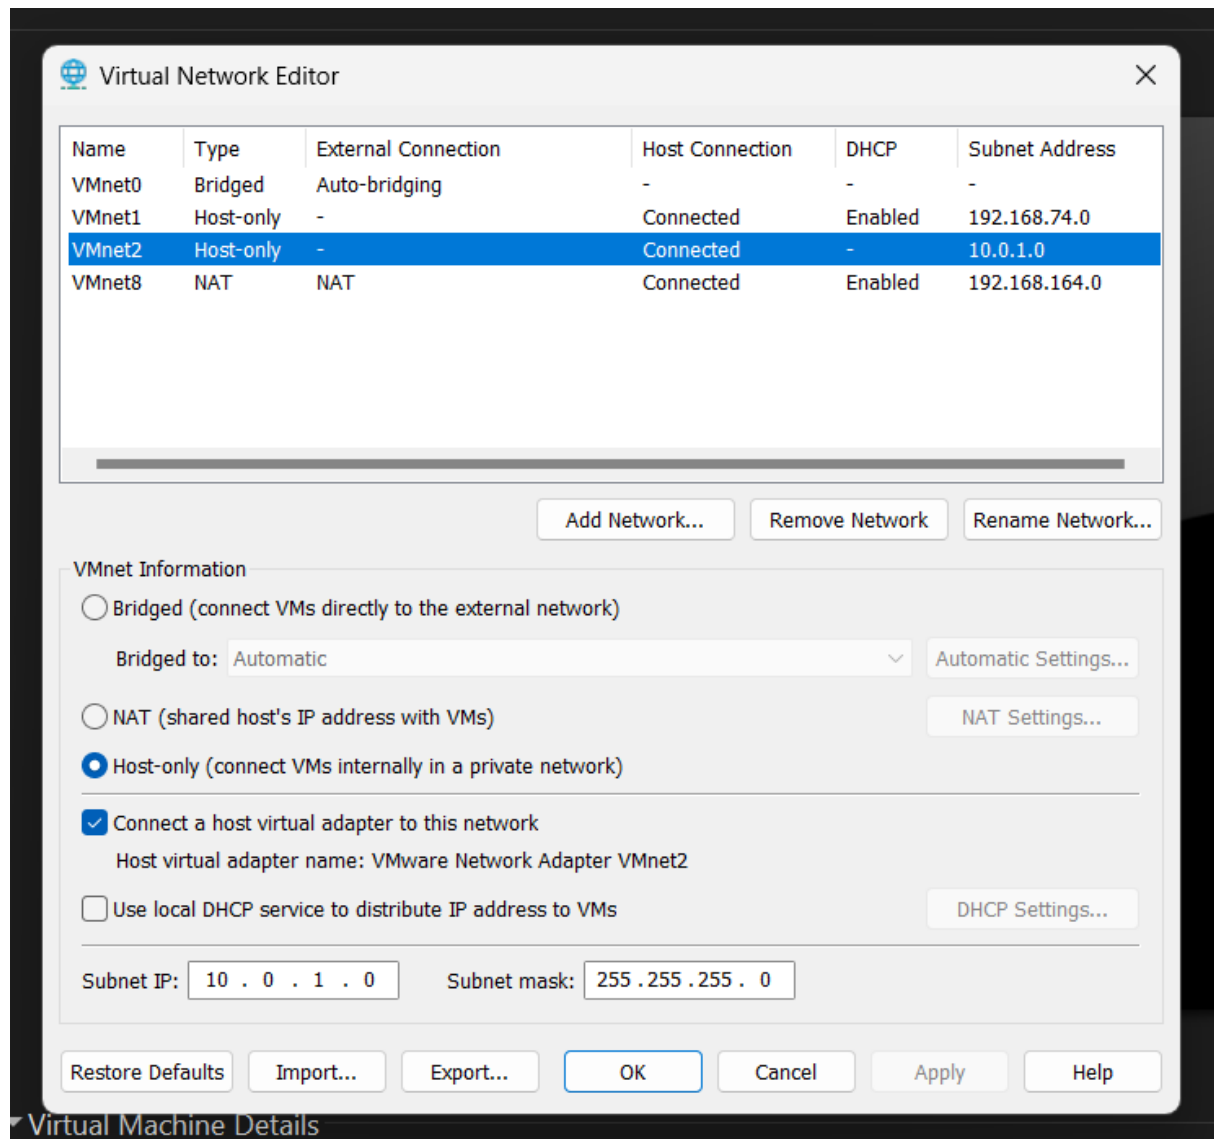 Virtual Network Editor
Name Type External Connection Host Connection DHCP Subnet Address
VMnet0 Bridged Auto-bridging - - -
VMnet1 Host-only - Connected Enabled 192.168.74.0
VMnet2 Host-only - Connected - 10.0.1.0
VMnet8 NAT NAT Connected Enabled 192.168.164.0
Add Network... Remove Network Rename Network...
VMnet Information
Bridged (connect VMs directly to the external network)
Bridged to: Automatic Automatic Settings...
NAT (shared host's IP address with VMs) NAT Settings...
Host-only (connect VMs internally in a private network)
Connect a host virtual adapter to this network
Host virtual adapter name: VMware Network Adapter VMnet2
Use local DHCP service to distribute IP address to VMs DHCP Settings...
Subnet IP: 10 . 0 . 1 . 0 Subnet mask: 255 . 255 . 255 . 0
Restore Defaults Import... Export... OK Cancel Apply Help
Virtual Machine Details